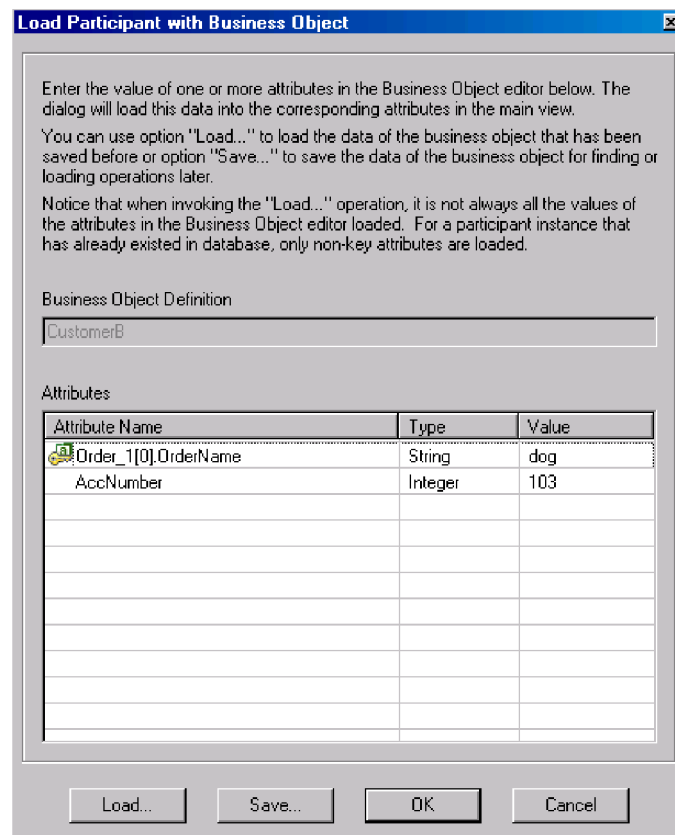 Load Participant with Business Object
Enter the value of one or more attributes in the Business Object editor below. The
dialog will load this data into the corresponding attributes in the main view.
You can use option "Load..." to load the data of the business object that has been
saved before or option "Save..." to save the data of the business object for finding or
loading operations later.
Notice that when invoking the "Load..." operation, it is not always all the values of
the attributes in the Business Object editor loaded. For a participant instance that
has already existed in database, only non-key attributes are loaded.
Business Object Definition
CustomerB
Attributes
Attribute Name Type Value
Order_1[0].OrderName String dog
AccNumber Integer 103
Load... Save... OK Cancel